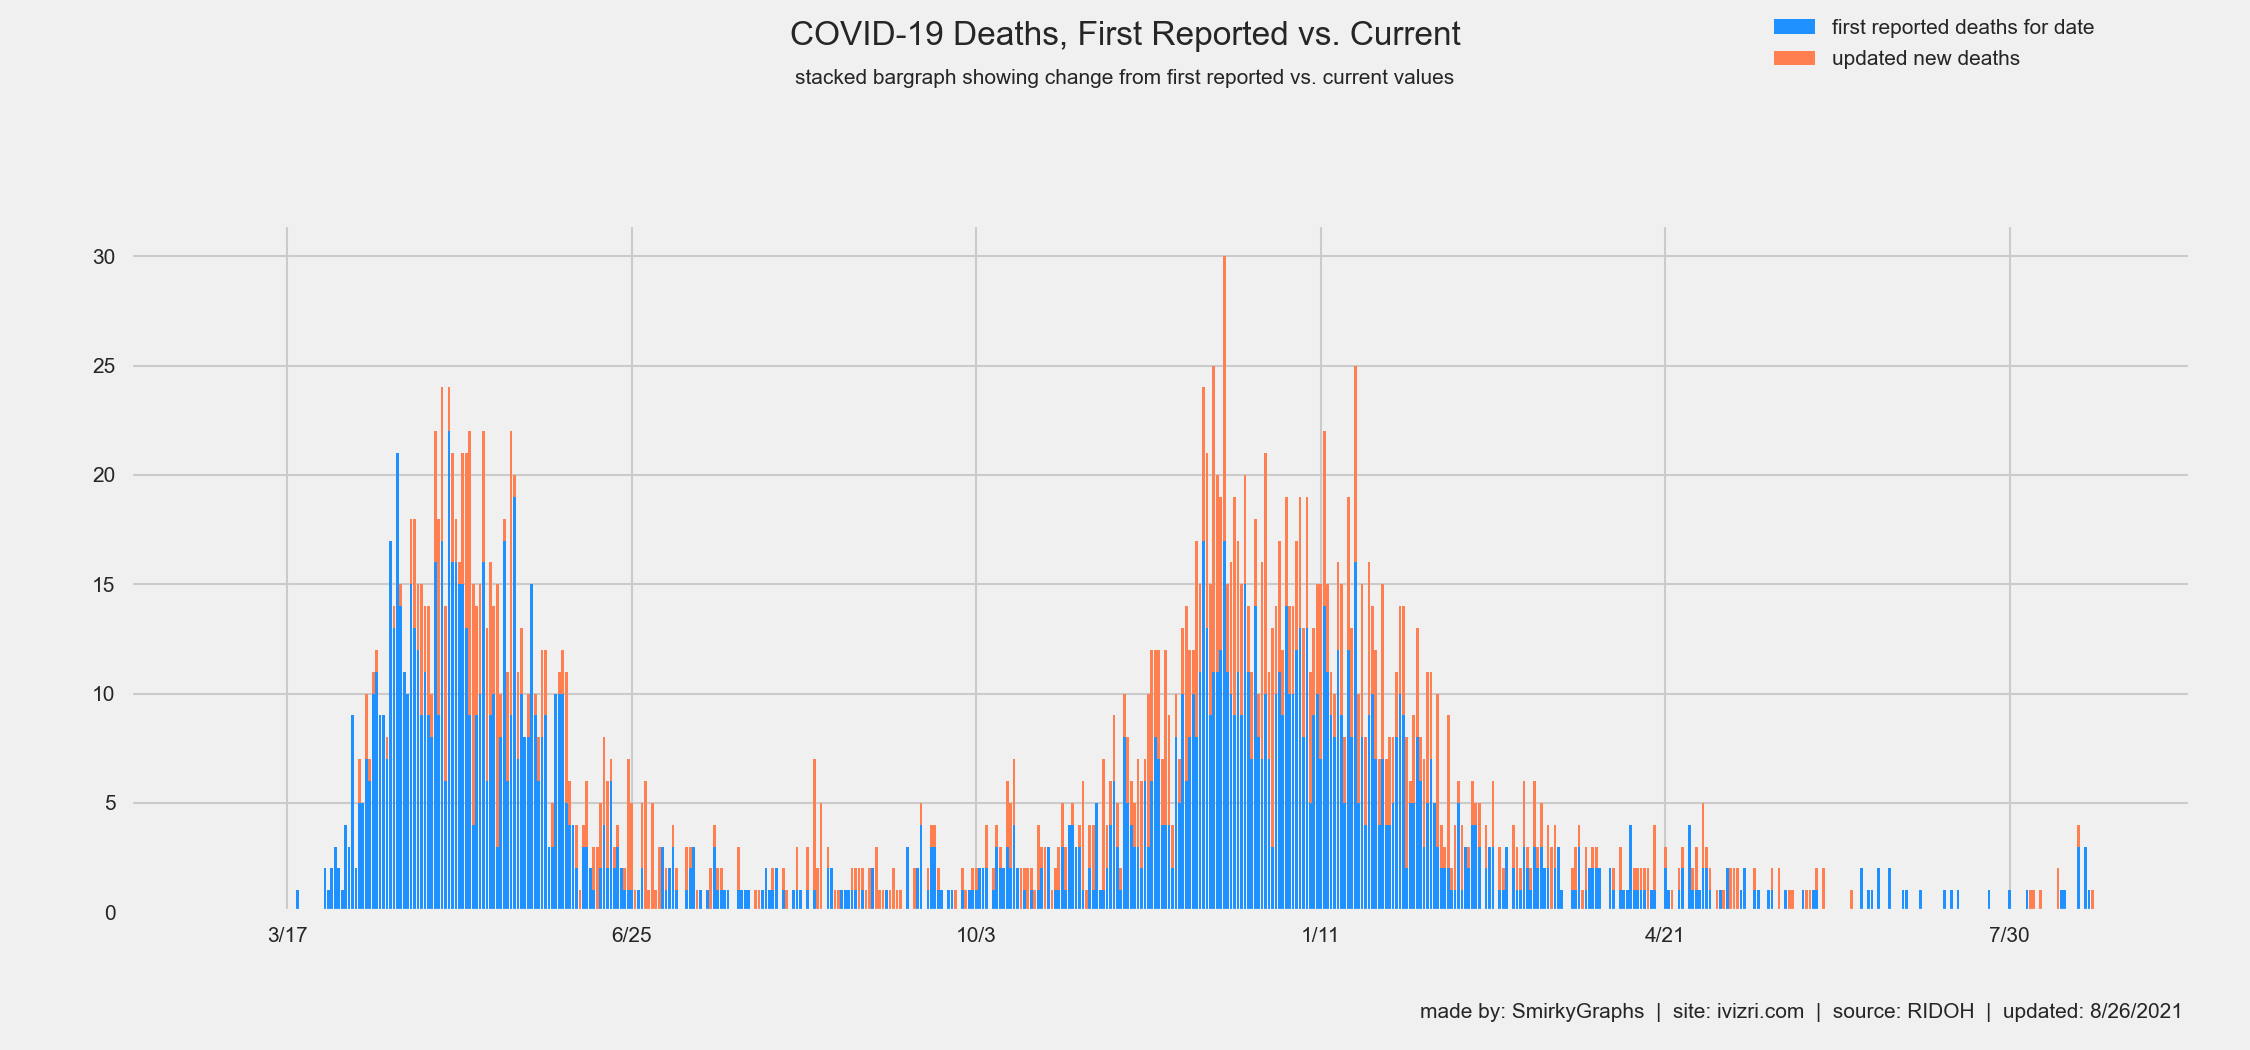 COVID-19 Deaths, First Reported vs. Current
stacked bargraph showing change from first reported vs. current values
first reported deaths for date
updated new deaths
30
25
20
15
10
5
0
3/17 6/25 10/3 1/11 4/21 7/30
made by: SmirkyGraphs | site: ivizri.com | source: RIDOH | updated: 8/26/2021